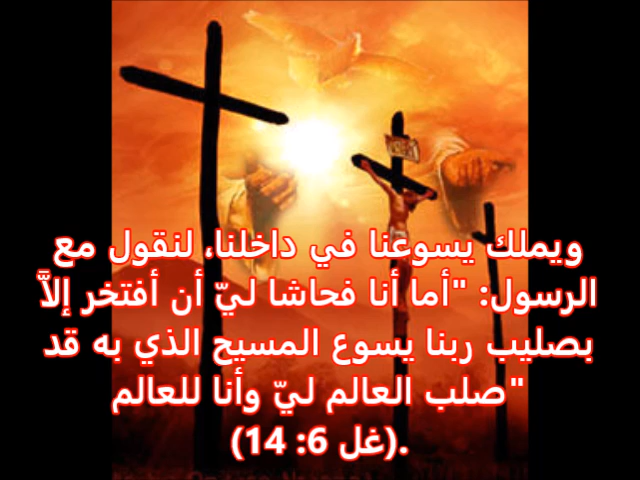 ويملك يسوعنا في داخلنا، لنقول مع
الرسول: "أما أنا فحاشا ليّ أن أفتخر إلاَّ
بصليب ربنا يسوع المسيح الذي به قد
صلب العالم ليّ وأنا للعالم"
(غل 6: 14).